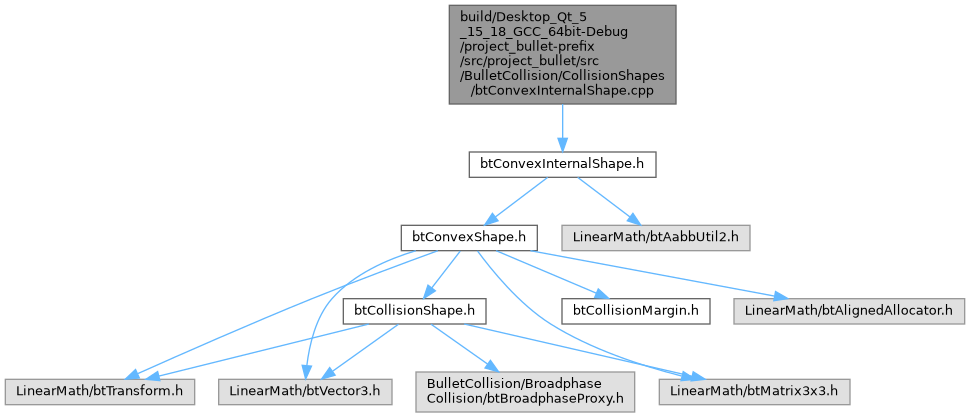 build/Desktop_Qt_5
_15_18_GCC_64bit-Debug
/project_bullet-prefix
/src/project_bullet/src
/BulletCollision/CollisionShapes
/btConvexInternalShape.cpp
btConvexInternalShape.h
btConvexShape.h
LinearMath/btAabbUtil2.h
btCollisionShape.h
btCollisionMargin.h
LinearMath/btAlignedAllocator.h
LinearMath/btTransform.h
LinearMath/btVector3.h
BulletCollision/Broadphase
Collision/btBroadphaseProxy.h
LinearMath/btMatrix3x3.h